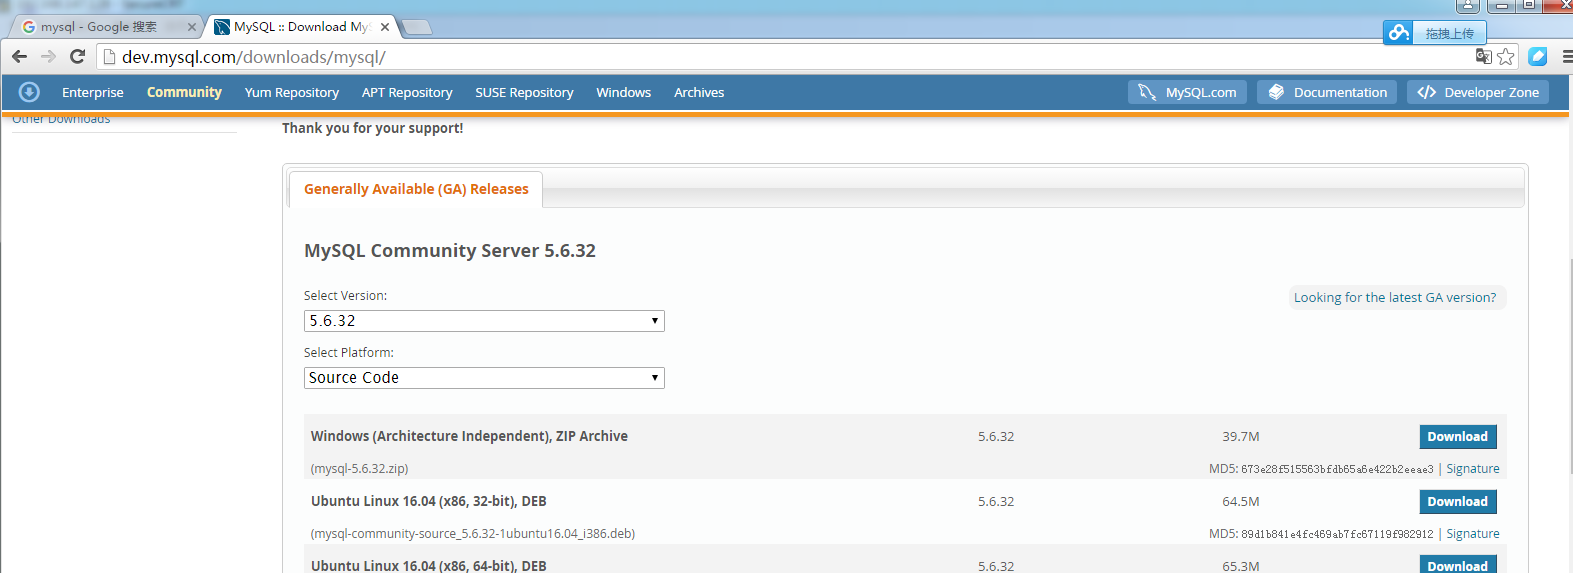 mysql - Google 搜索
MySQL :: Download MyS
拖拽上传
dev.mysql.com/downloads/mysql/
Enterprise Community Yum Repository APT Repository SUSE Repository Windows Archives MySQL.com Documentation Developer Zone
Other Downloads
Thank you for your support!
Generally Available (GA) Releases
MySQL Community Server 5.6.32
Select Version:
Looking for the latest GA version?
5.6.32
Select Platform:
Source Code
Windows (Architecture Independent), ZIP Archive 5.6.32 39.7M Download
(mysql-5.6.32.zip) MD5: 673e28f515563bfdb65a6e422b2eeae3 | Signature
Ubuntu Linux 16.04 (x86, 32-bit), DEB 5.6.32 64.5M Download
(mysql-community-source_5.6.32-1ubuntu16.04_i386.deb) MD5: 89d1b841e4fc469ab7fc67119f982912 | Signature
Ubuntu Linux 16.04 (x86, 64-bit), DEB 5.6.32 65.3M Download